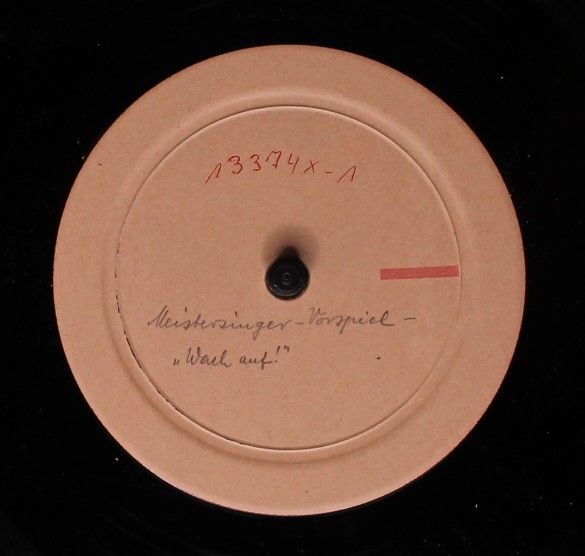 13374x-1
Meistersinger-Vorspiel -
„Wach auf!"